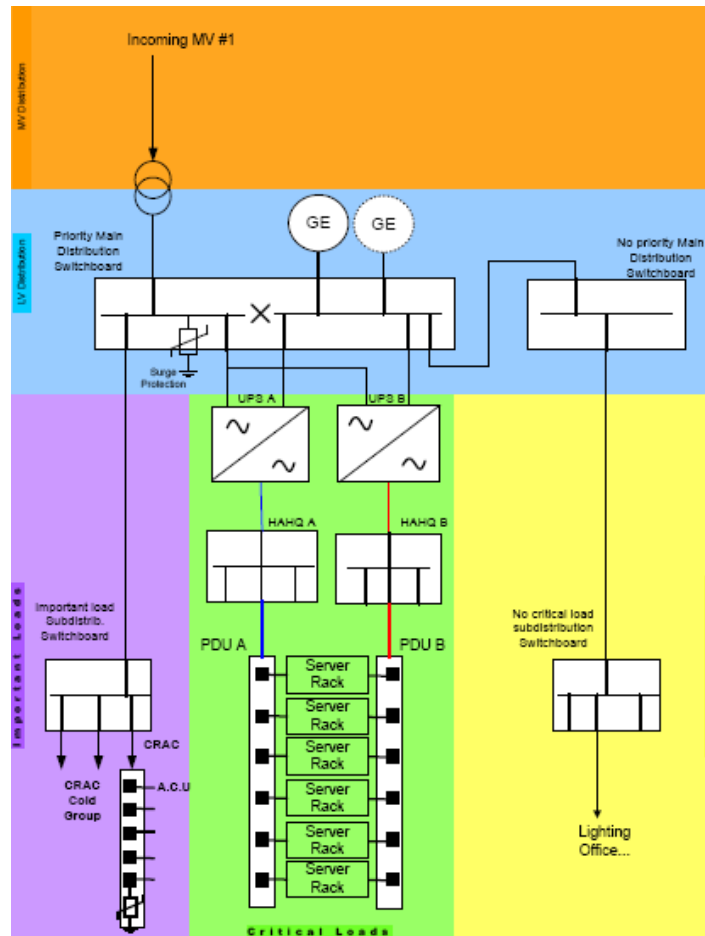 Incoming MV #1
MV Distribution
LV Distribution
Priority Main
Distribution
Switchboard
GE
GE
No priority Main
Distribution
Switchboard
Surge
Protection
UPS A
UPS B
HAHQ A
HAHQ B
Important Loads
Important load
Subdistrib.
Switchboard
No critical load
subdistribution
Switchboard
PDU A
PDU B
Server
Rack
Server
Rack
Server
Rack
Server
Rack
Server
Rack
Server
Rack
CRAC
CRAC
Cold
Group
A.C.U
Lighting
Office...
Critical Loads